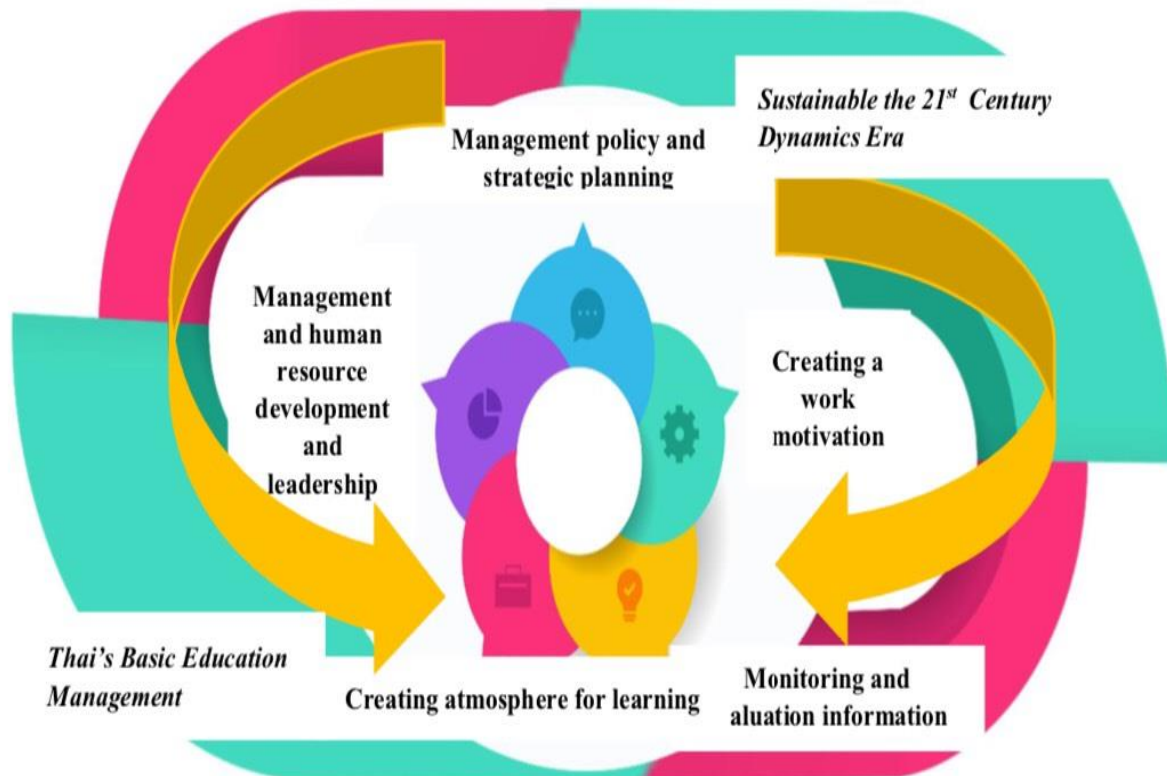 Sustainable the 21st Century
Dynamics Era
Management policy and
strategic planning
Management
and human
resource
development
and
leadership
Creating a
work
motivation
Thai's Basic Education
Management
Creating atmosphere for learning
Monitoring and
aluation information